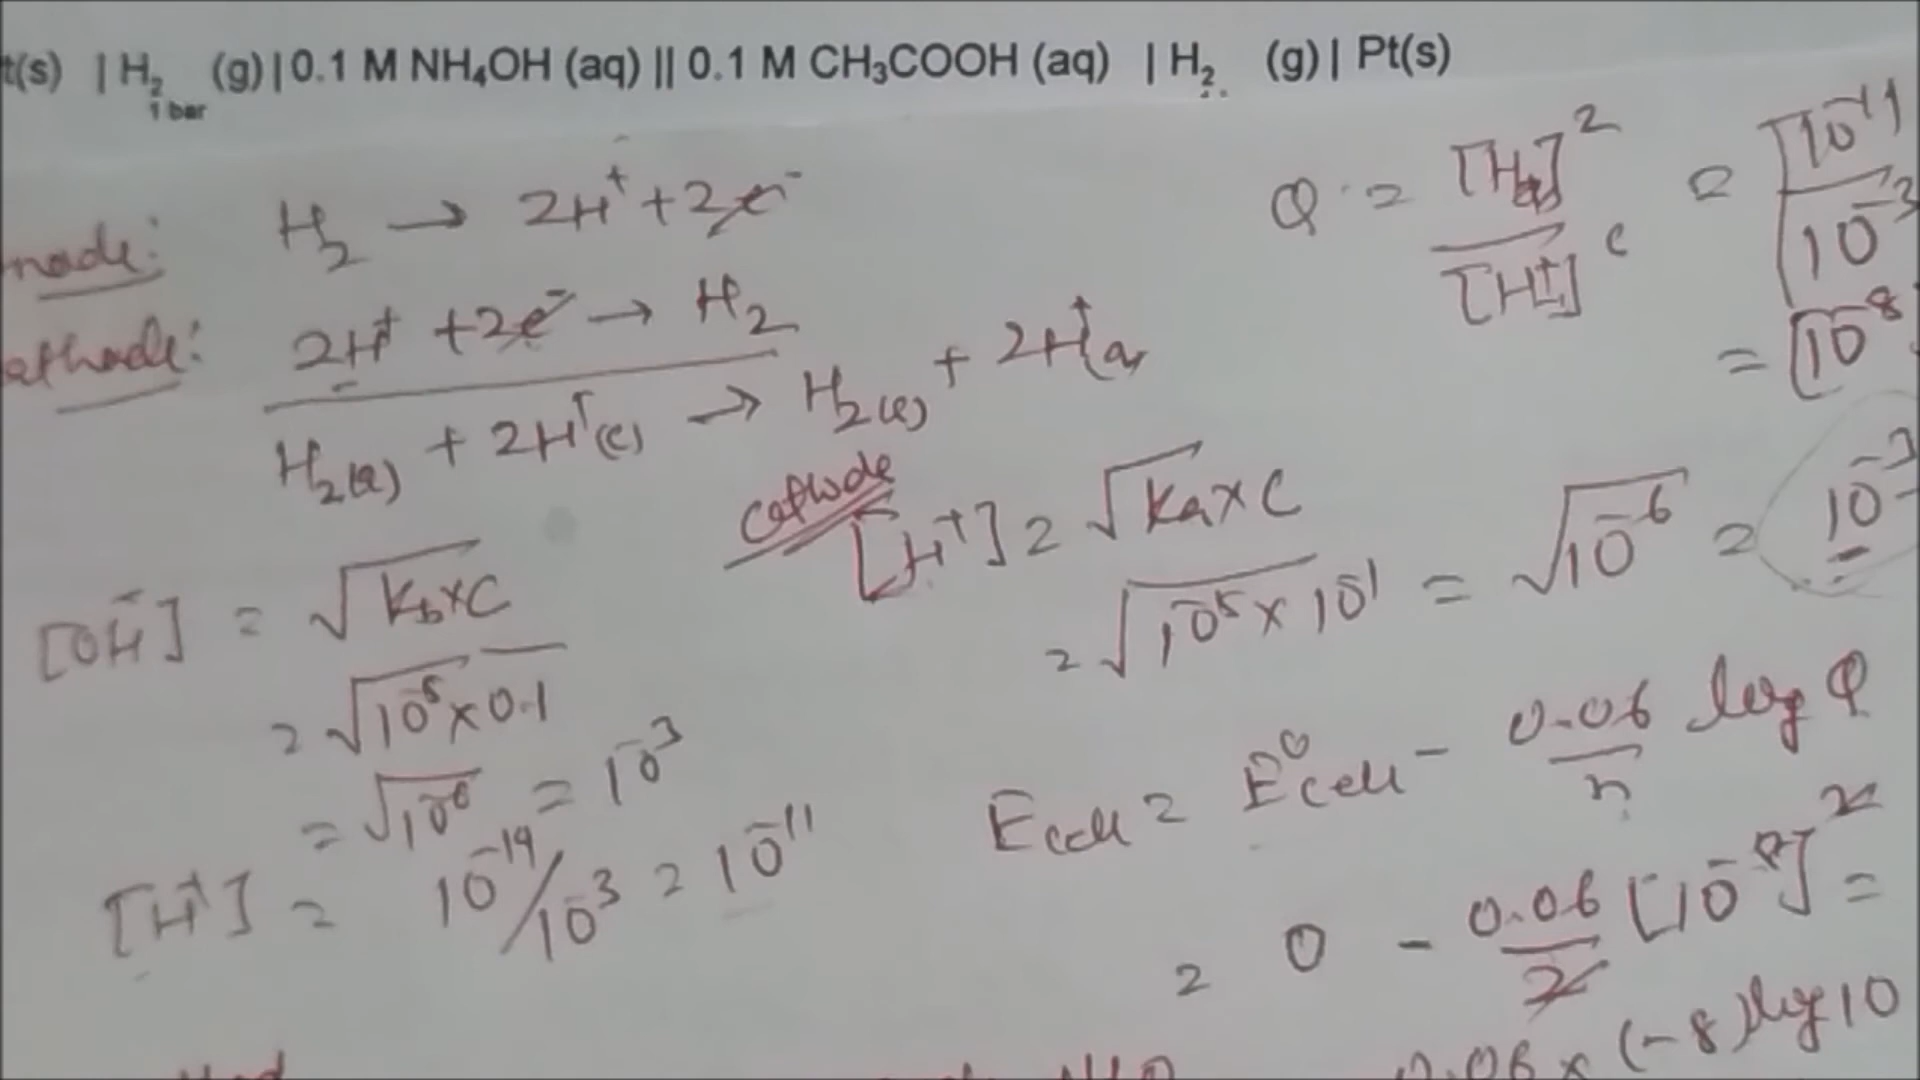 t(s) | H₂ (g) | 0.1 M NH₄OH (aq) || 0.1 M CH₃COOH (aq) | H₂ (g) | Pt(s)
1 bar
node: H₂ → 2H⁺ + 2e⁻
athode: 2H⁺ + 2e⁻ → H₂
H₂(a) + 2H⁺(c) → H₂(c) + 2H⁺(a
Q = [H⁺]²a / [H⁺] c = [10⁻¹¹ / 10⁻³
= [10⁻⁸
[OH⁻] = √Kb×C
= √10⁻⁵×0.1
= √10⁻⁶ = 10⁻³
[H⁺] = 10⁻¹⁴/10⁻³ = 10⁻¹¹
cathode
[H⁺] = √Ka×C
= √10⁻⁵×10⁻¹ = √10⁻⁶ = 10⁻³
Ecell = E⁰cell − 0.06/n log Q
= 0 − 0.06/2 [10⁻⁸]² =
0.06 × (−8) log 10